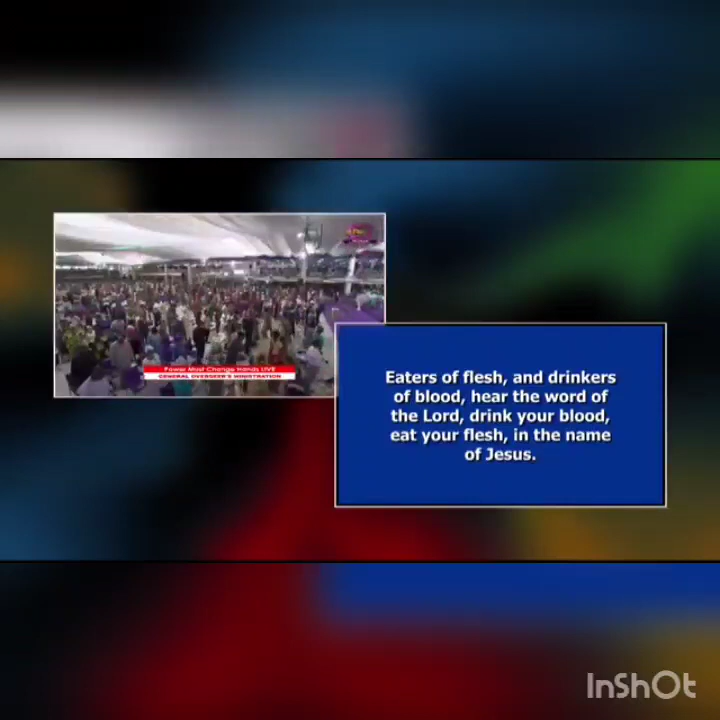 Power Must Change Hands LIVE
GENERAL OVERSEER'S MINISTRATION
Eaters of flesh, and drinkers
of blood, hear the word of
the Lord, drink your blood,
eat your flesh, in the name
of Jesus.
InShOt